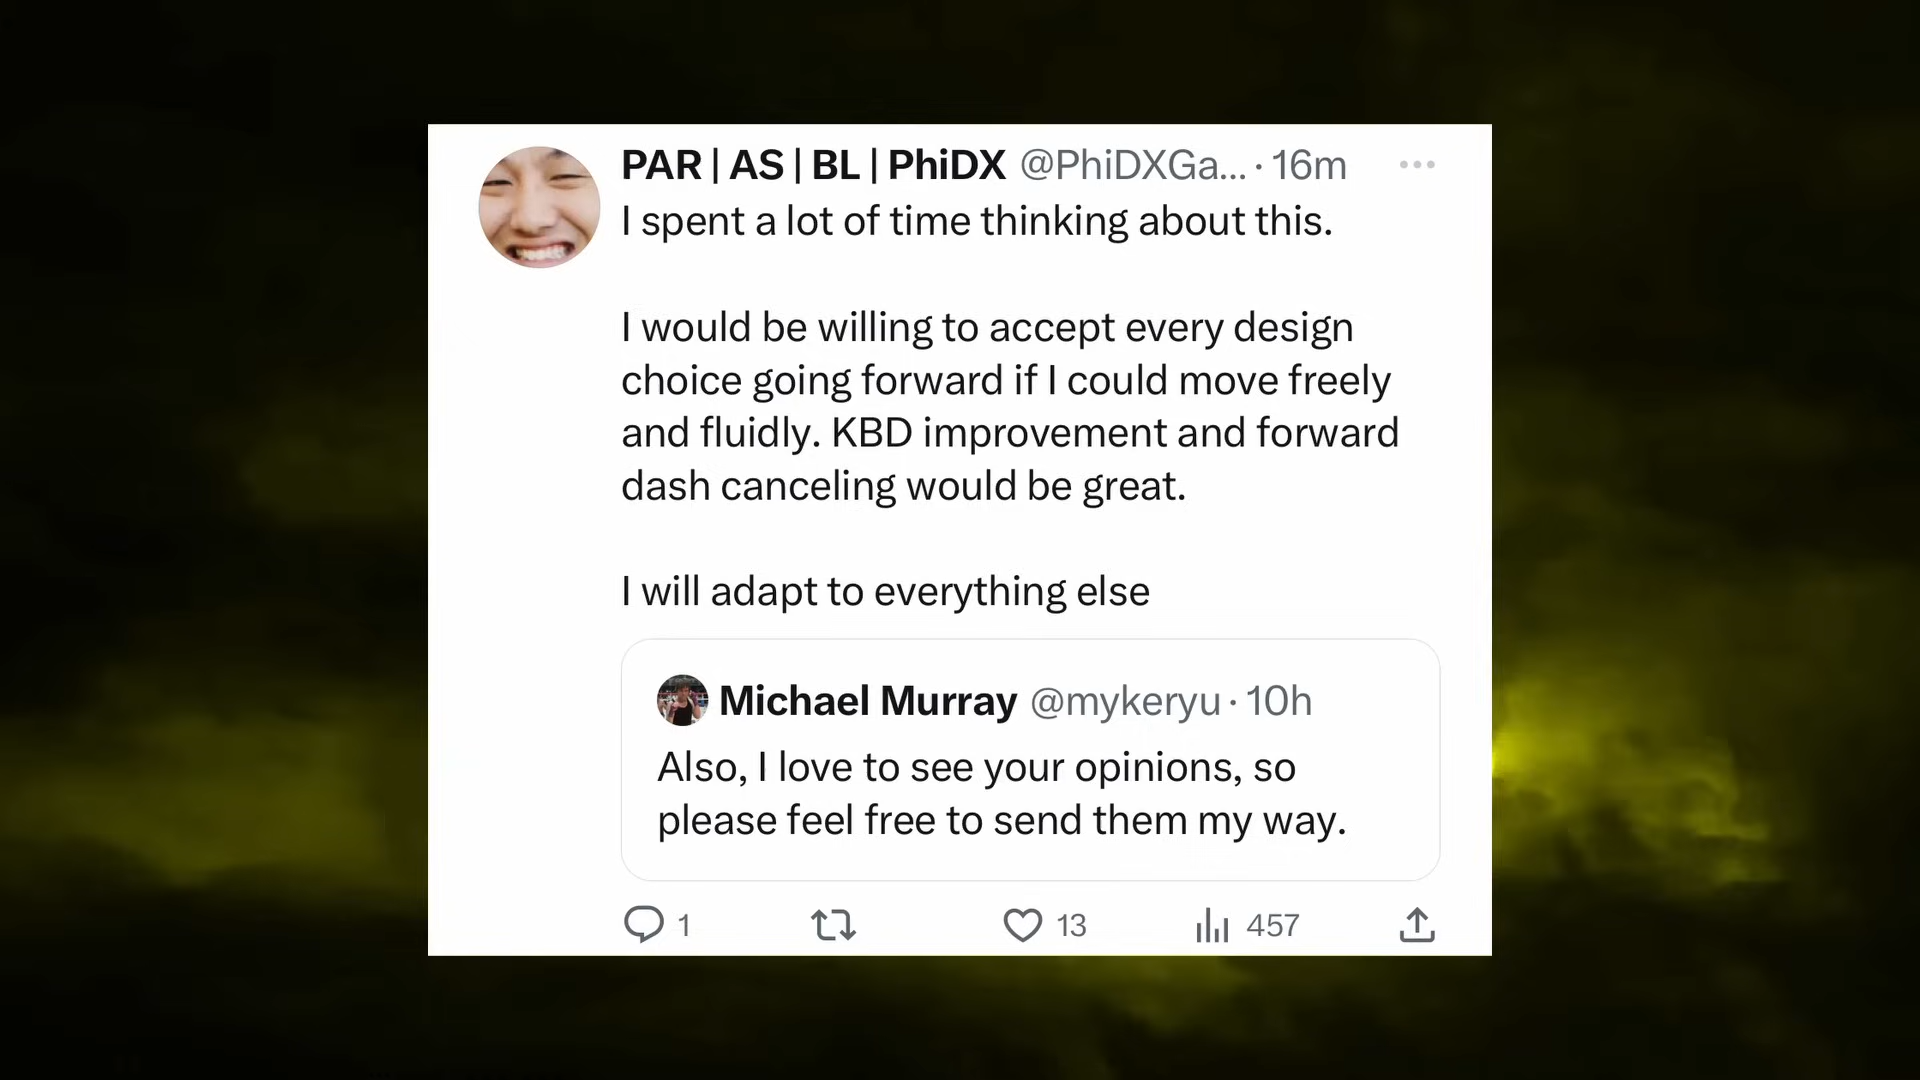 PAR | AS | BL | PhiDX @PhiDXGa... · 16m
I spent a lot of time thinking about this.
I would be willing to accept every design
choice going forward if I could move freely
and fluidly. KBD improvement and forward
dash canceling would be great.
I will adapt to everything else
Michael Murray @mykeryu · 10h
Also, I love to see your opinions, so
please feel free to send them my way.
1 13 457